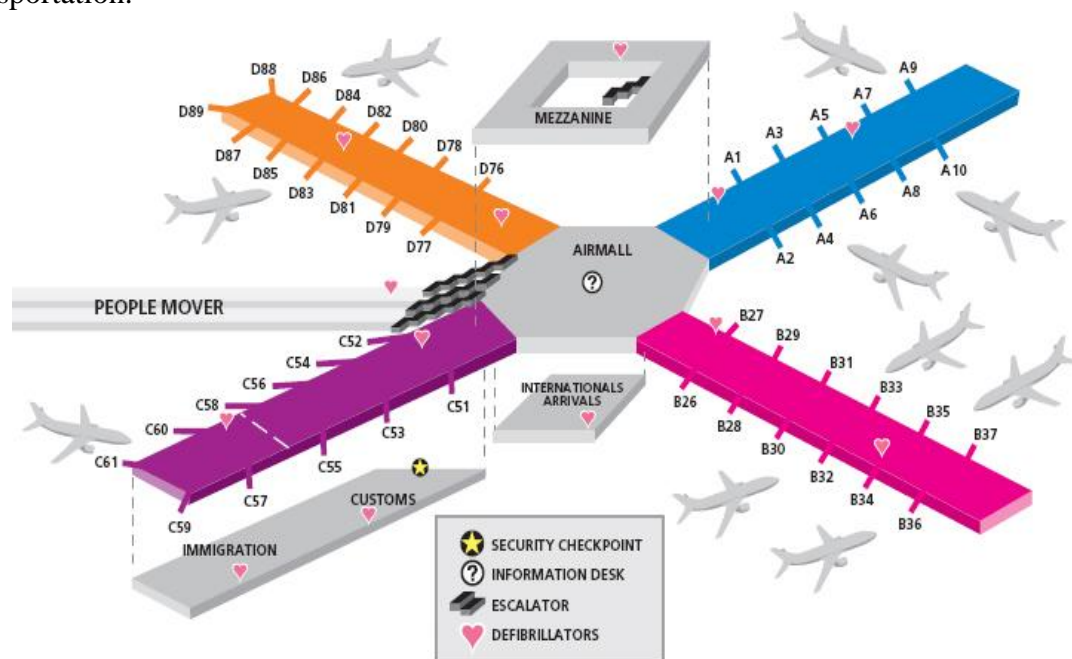 sportation.
D88
D86
D84
D82
D80
D78
D76
D89
D87
D85
D83
D81
D79
D77
MEZZANINE
A9
A7
A5
A3
A1
A10
A8
A6
A4
A2
AIRMALL
?
PEOPLE MOVER
C52
C54
C56
C58
C60
C61
C51
C53
C55
C57
C59
INTERNATIONALS
ARRIVALS
B27
B29
B31
B33
B35
B37
B26
B28
B30
B32
B34
B36
CUSTOMS
IMMIGRATION
SECURITY CHECKPOINT
? INFORMATION DESK
ESCALATOR
DEFIBRILLATORS